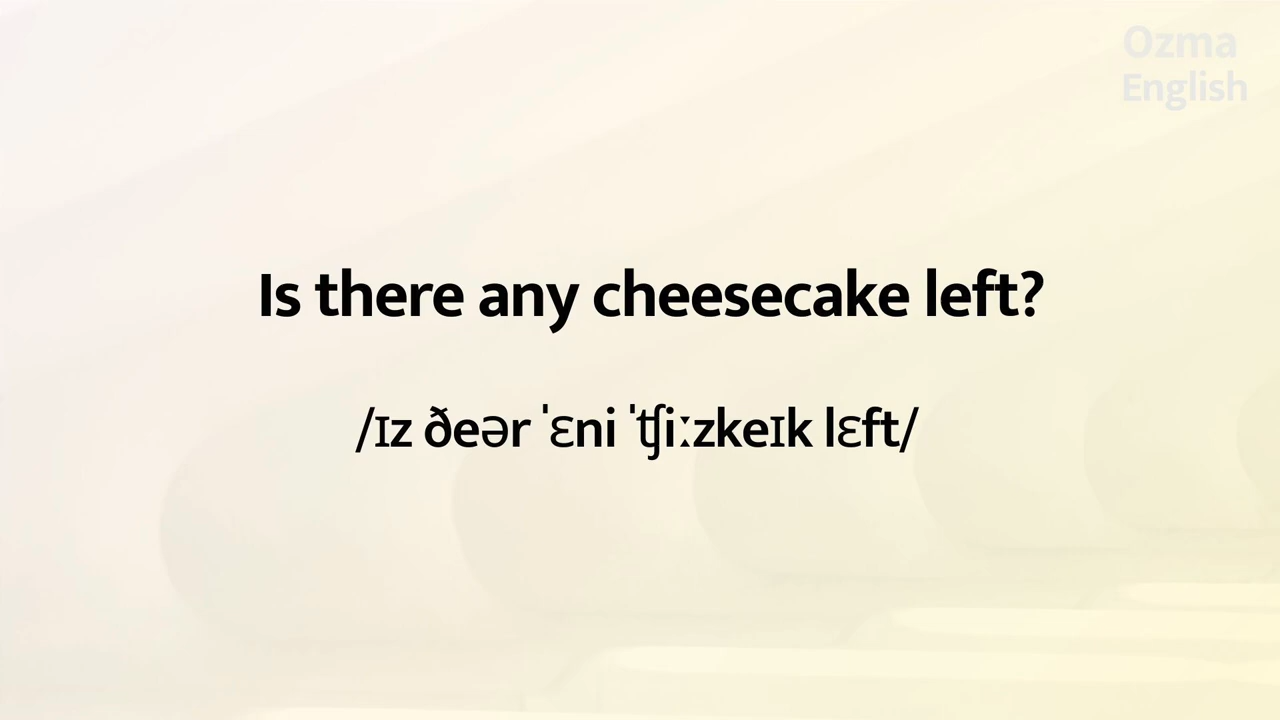 Ozma
English
Is there any cheesecake left?
/ɪz ðeər ˈɛni ˈʧiːzkeɪk lɛft/